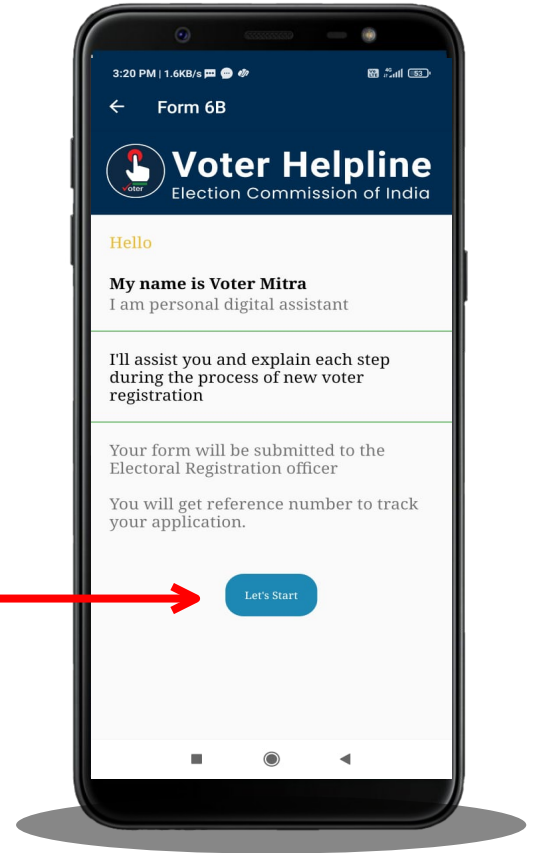 3:20 PM | 1.6KB/s
4G
53
Form 6B
Voter
Voter Helpline
Election Commission of India
Hello
My name is Voter Mitra
I am personal digital assistant
I'll assist you and explain each step
during the process of new voter
registration
Your form will be submitted to the
Electoral Registration officer
You will get reference number to track
your application.
Let's Start